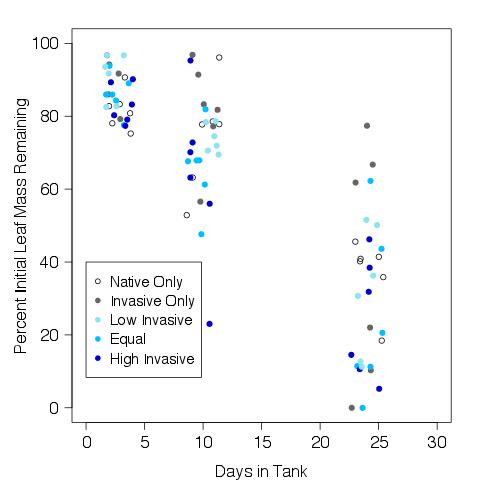 100
80
60
40
20
0
Percent Initial Leaf Mass Remaining
Native Only
Invasive Only
Low Invasive
Equal
High Invasive
0 5 10 15 20 25 30
Days in Tank